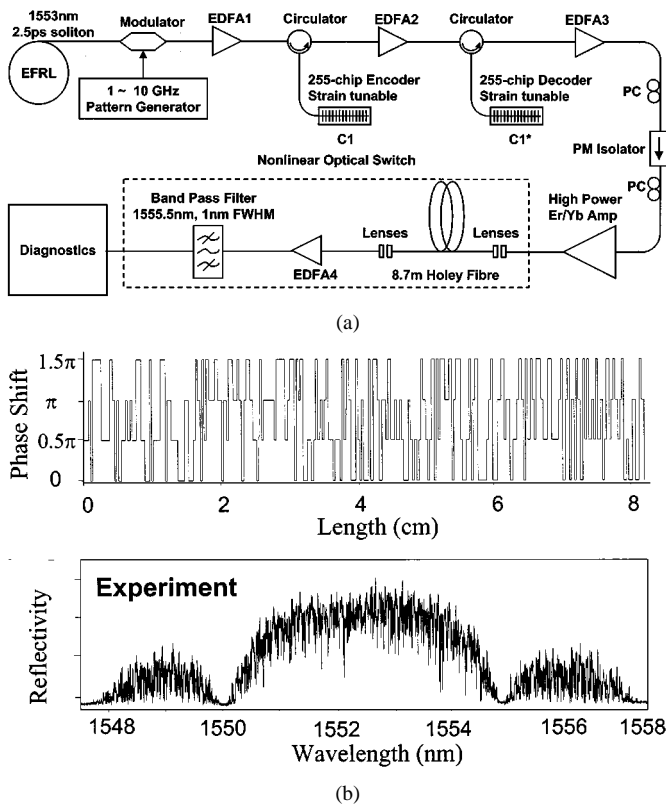 1553nm
2.5ps soliton
Modulator
EDFA1
Circulator
EDFA2
Circulator
EDFA3
EFRL
1 ~ 10 GHz
Pattern Generator
255-chip Encoder
Strain tunable
255-chip Decoder
Strain tunable
PC
C1
C1*
PM Isolator
Nonlinear Optical Switch
PC
Band Pass Filter
1555.5nm, 1nm FWHM
High Power
Er/Yb Amp
Lenses
Lenses
Diagnostics
EDFA4
8.7m Holey Fibre
(a)
Phase Shift
1.5π
π
0.5π
0
0 2 4 6 8
Length (cm)
Experiment
Reflectivity
1548 1550 1552 1554 1556 1558
Wavelength (nm)
(b)